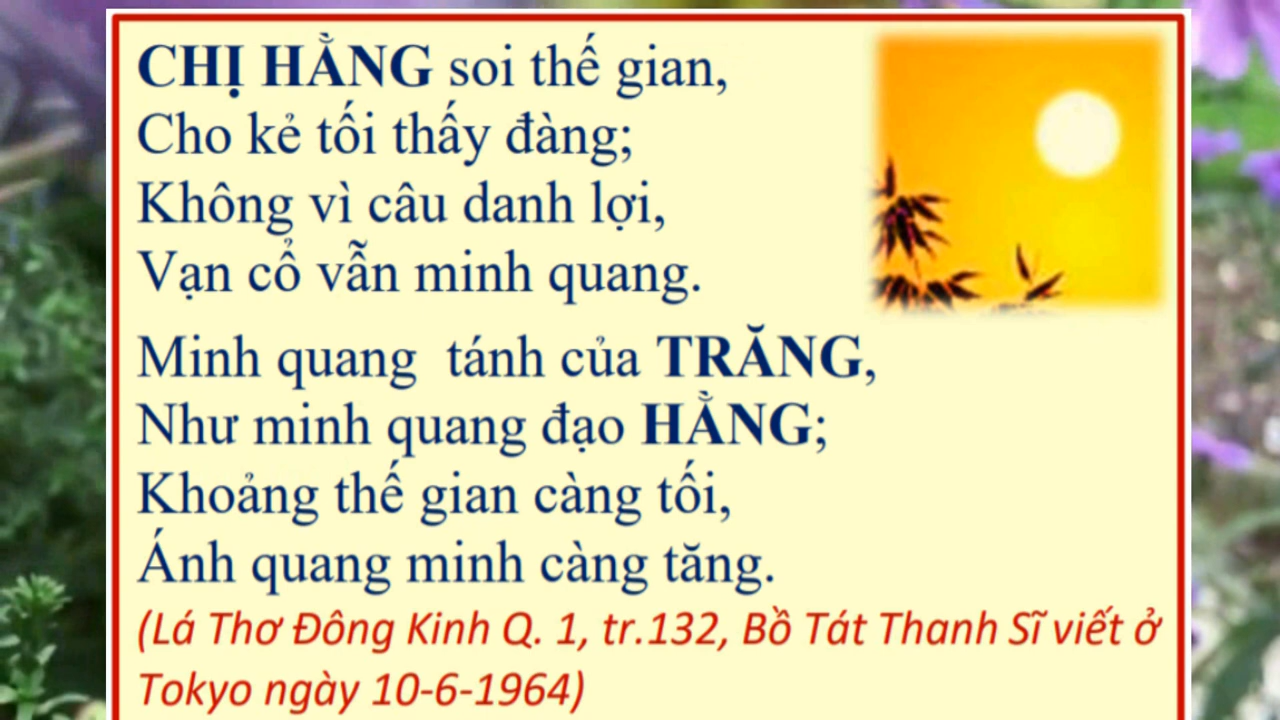 CHỊ HẰNG soi thế gian,
Cho kẻ tối thấy đàng;
Không vì câu danh lợi,
Vạn cổ vẫn minh quang.
Minh quang  tánh của TRĂNG,
Như minh quang đạo HẰNG;
Khoảng thế gian càng tối,
Ánh quang minh càng tăng.
(Lá Thơ Đông Kinh Q. 1, tr.132, Bồ Tát Thanh Sĩ viết ở
Tokyo ngày 10-6-1964)